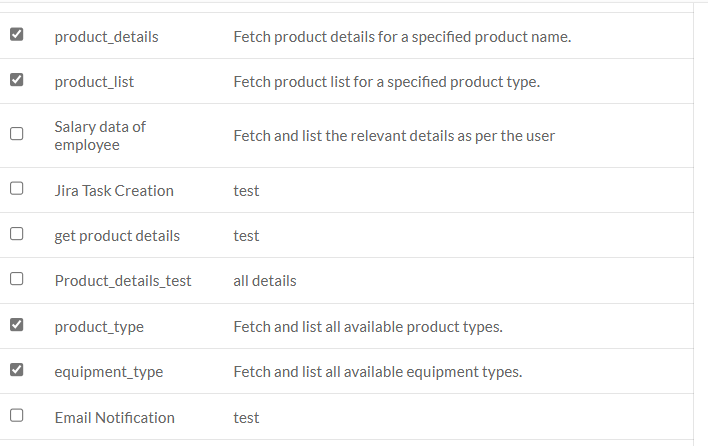 product_details Fetch product details for a specified product name.
product_list Fetch product list for a specified product type.
Salary data of
employee Fetch and list the relevant details as per the user
Jira Task Creation test
get product details test
Product_details_test all details
product_type Fetch and list all available product types.
equipment_type Fetch and list all available equipment types.
Email Notification test